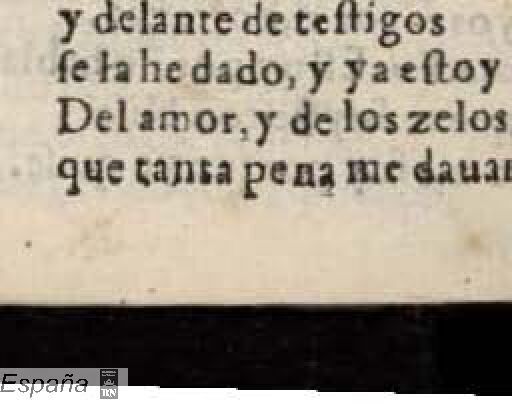 y delante de teſtigos
ſe la he dado, y ya eſtoy
Del amor, y de los zelos
que tanta pena me dauan
España